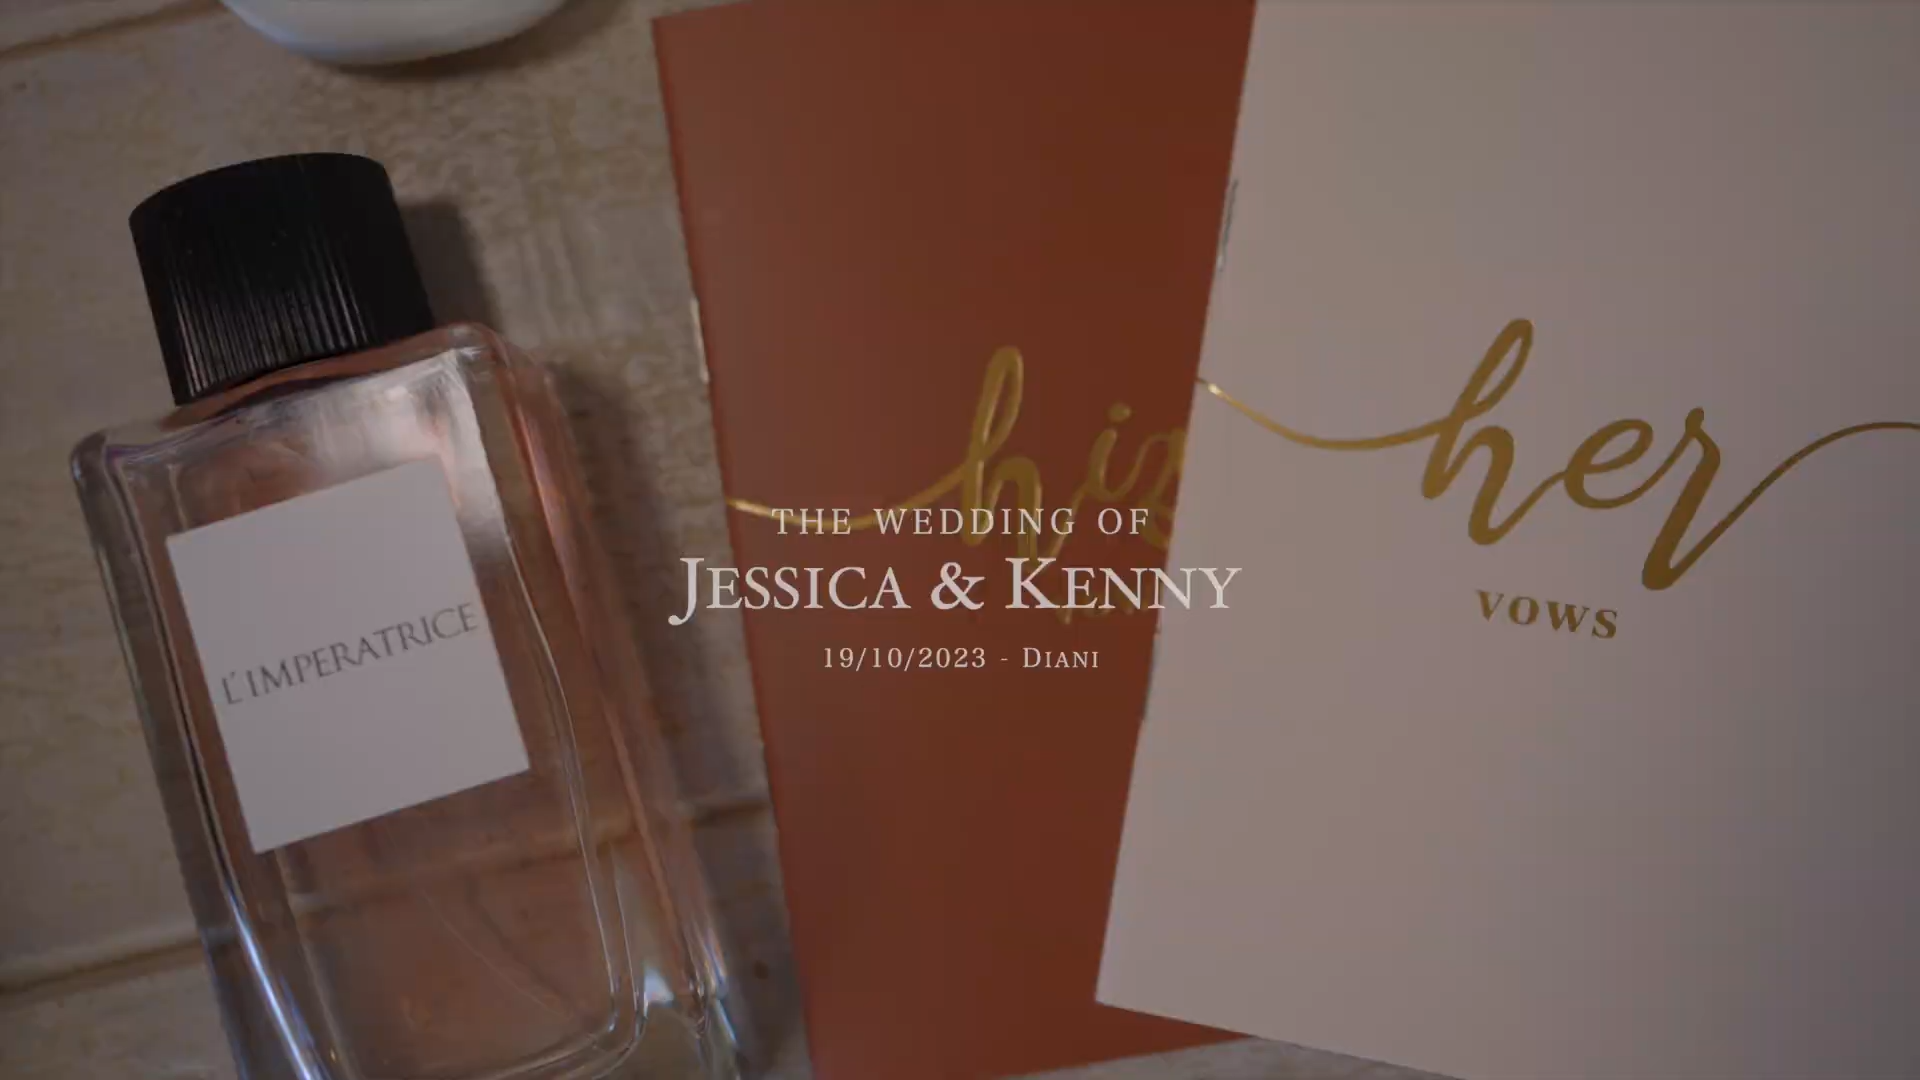 L'IMPERATRICE
his
her
VOWS
THE WEDDING OF
JESSICA & KENNY
19/10/2023 - DIANI